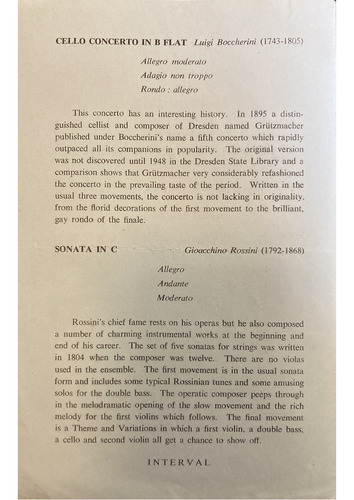 CELLO CONCERTO IN B FLAT Luigi Boccherini (1743-1805)
Allegro moderato
Adagio non troppo
Rondo : allegro
This concerto has an interesting history. In 1895 a distin-
guished cellist and composer of Dresden named Grützmacher
published under Boccherini's name a fifth concerto which rapidly
outpaced all its companions in popularity. The original version
was not discovered until 1948 in the Dresden State Library and a
comparison shows that Grützmacher very considerably refashioned
the concerto in the prevailing taste of the period. Written in the
usual three movements, the concerto is not lacking in originality,
from the florid decorations of the first movement to the brilliant,
gay rondo of the finale.
SONATA IN C Gioacchino Rossini (1792-1868)
Allegro
Andante
Moderato
Rossini's chief fame rests on his operas but he also composed
a number of charming instrumental works at the beginning and
end of his career. The set of five sonatas for strings was written
in 1804 when the composer was twelve. There are no violas
used in the ensemble. The first movement is in the usual sonata
form and includes some typical Rossinian tunes and some amusing
solos for the double bass. The operatic composer peeps through
in the melodramatic opening of the slow movement and the rich
melody for the first violins which follows. The final movement
is a Theme and Variations in which a first violin, a double bass,
a cello and second violin all get a chance to show off.
INTERVAL